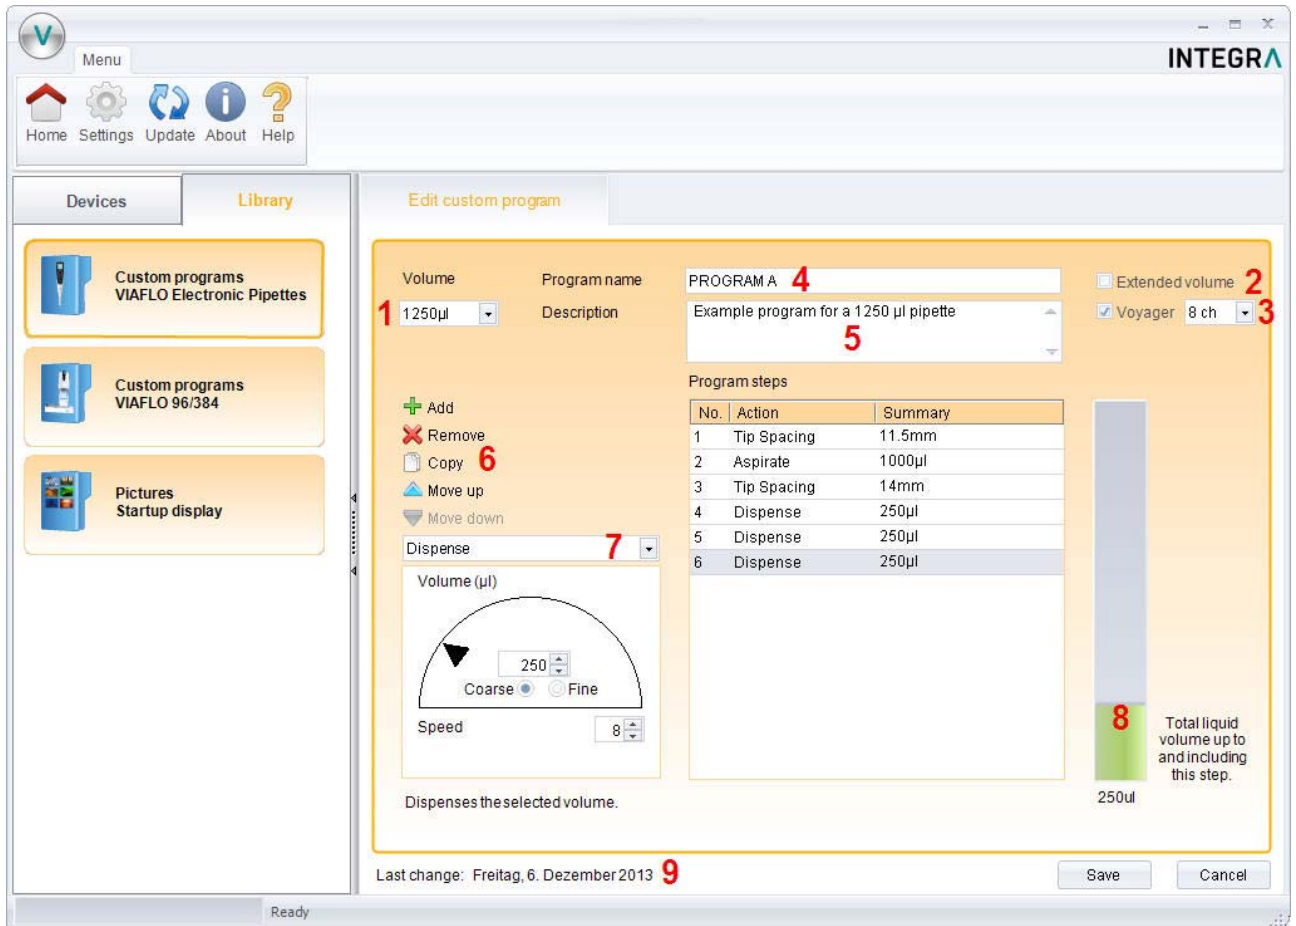 V
Menu
INTEGRA
Home Settings Update About Help
Devices
Library
Custom programs
VIAFLO Electronic Pipettes
Custom programs
VIAFLO 96/384
Pictures
Startup display
Edit custom program
Volume
1 1250µl
Program name PROGRAM A 4
Description Example program for a 1250 µl pipette
5
Extended volume 2
Voyager 8 ch 3
Add
Remove
Copy 6
Move up
Move down
Dispense 7
Volume (µl)
250
Coarse Fine
Speed 8
Dispenses the selected volume.
Program steps
No. Action Summary
1 Tip Spacing 11.5mm
2 Aspirate 1000µl
3 Tip Spacing 14mm
4 Dispense 250µl
5 Dispense 250µl
6 Dispense 250µl
8
250ul
Total liquid
volume up to
and including
this step.
Last change: Freitag, 6. Dezember 2013 9
Save Cancel
Ready